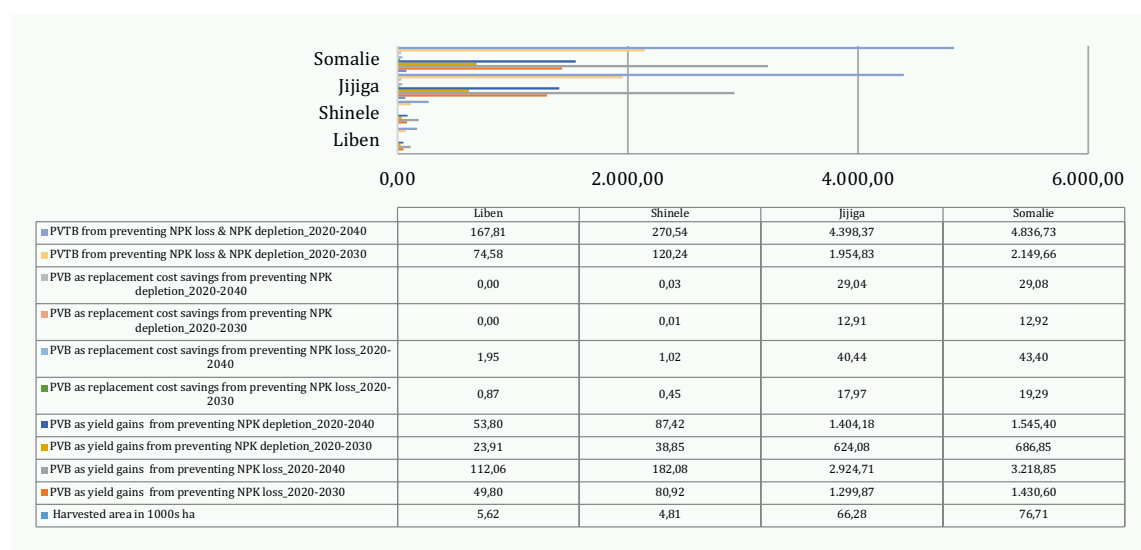 Somalie
Jijiga
Shinele
Liben
0,00 2.000,00 4.000,00 6.000,00
Liben Shinele Jijiga Somalie
PVTB from preventing NPK loss & NPK depletion_2020-2040 167,81 270,54 4.398,37 4.836,73
PVTB from preventing NPK loss & NPK depletion_2020-2030 74,58 120,24 1.954,83 2.149,66
PVB as replacement cost savings from preventing NPK
depletion_2020-2040 0,00 0,03 29,04 29,08
PVB as replacement cost savings from preventing NPK
depletion_2020-2030 0,00 0,01 12,91 12,92
PVB as replacement cost savings from preventing NPK loss_2020-
2040 1,95 1,02 40,44 43,40
PVB as replacement cost savings from preventing NPK loss_2020-
2030 0,87 0,45 17,97 19,29
PVB as yield gains from preventing NPK depletion_2020-2040 53,80 87,42 1.404,18 1.545,40
PVB as yield gains from preventing NPK depletion_2020-2030 23,91 38,85 624,08 686,85
PVB as yield gains from preventing NPK loss_2020-2040 112,06 182,08 2.924,71 3.218,85
PVB as yield gains from preventing NPK loss_2020-2030 49,80 80,92 1.299,87 1.430,60
Harvested area in 1000s ha 5,62 4,81 66,28 76,71